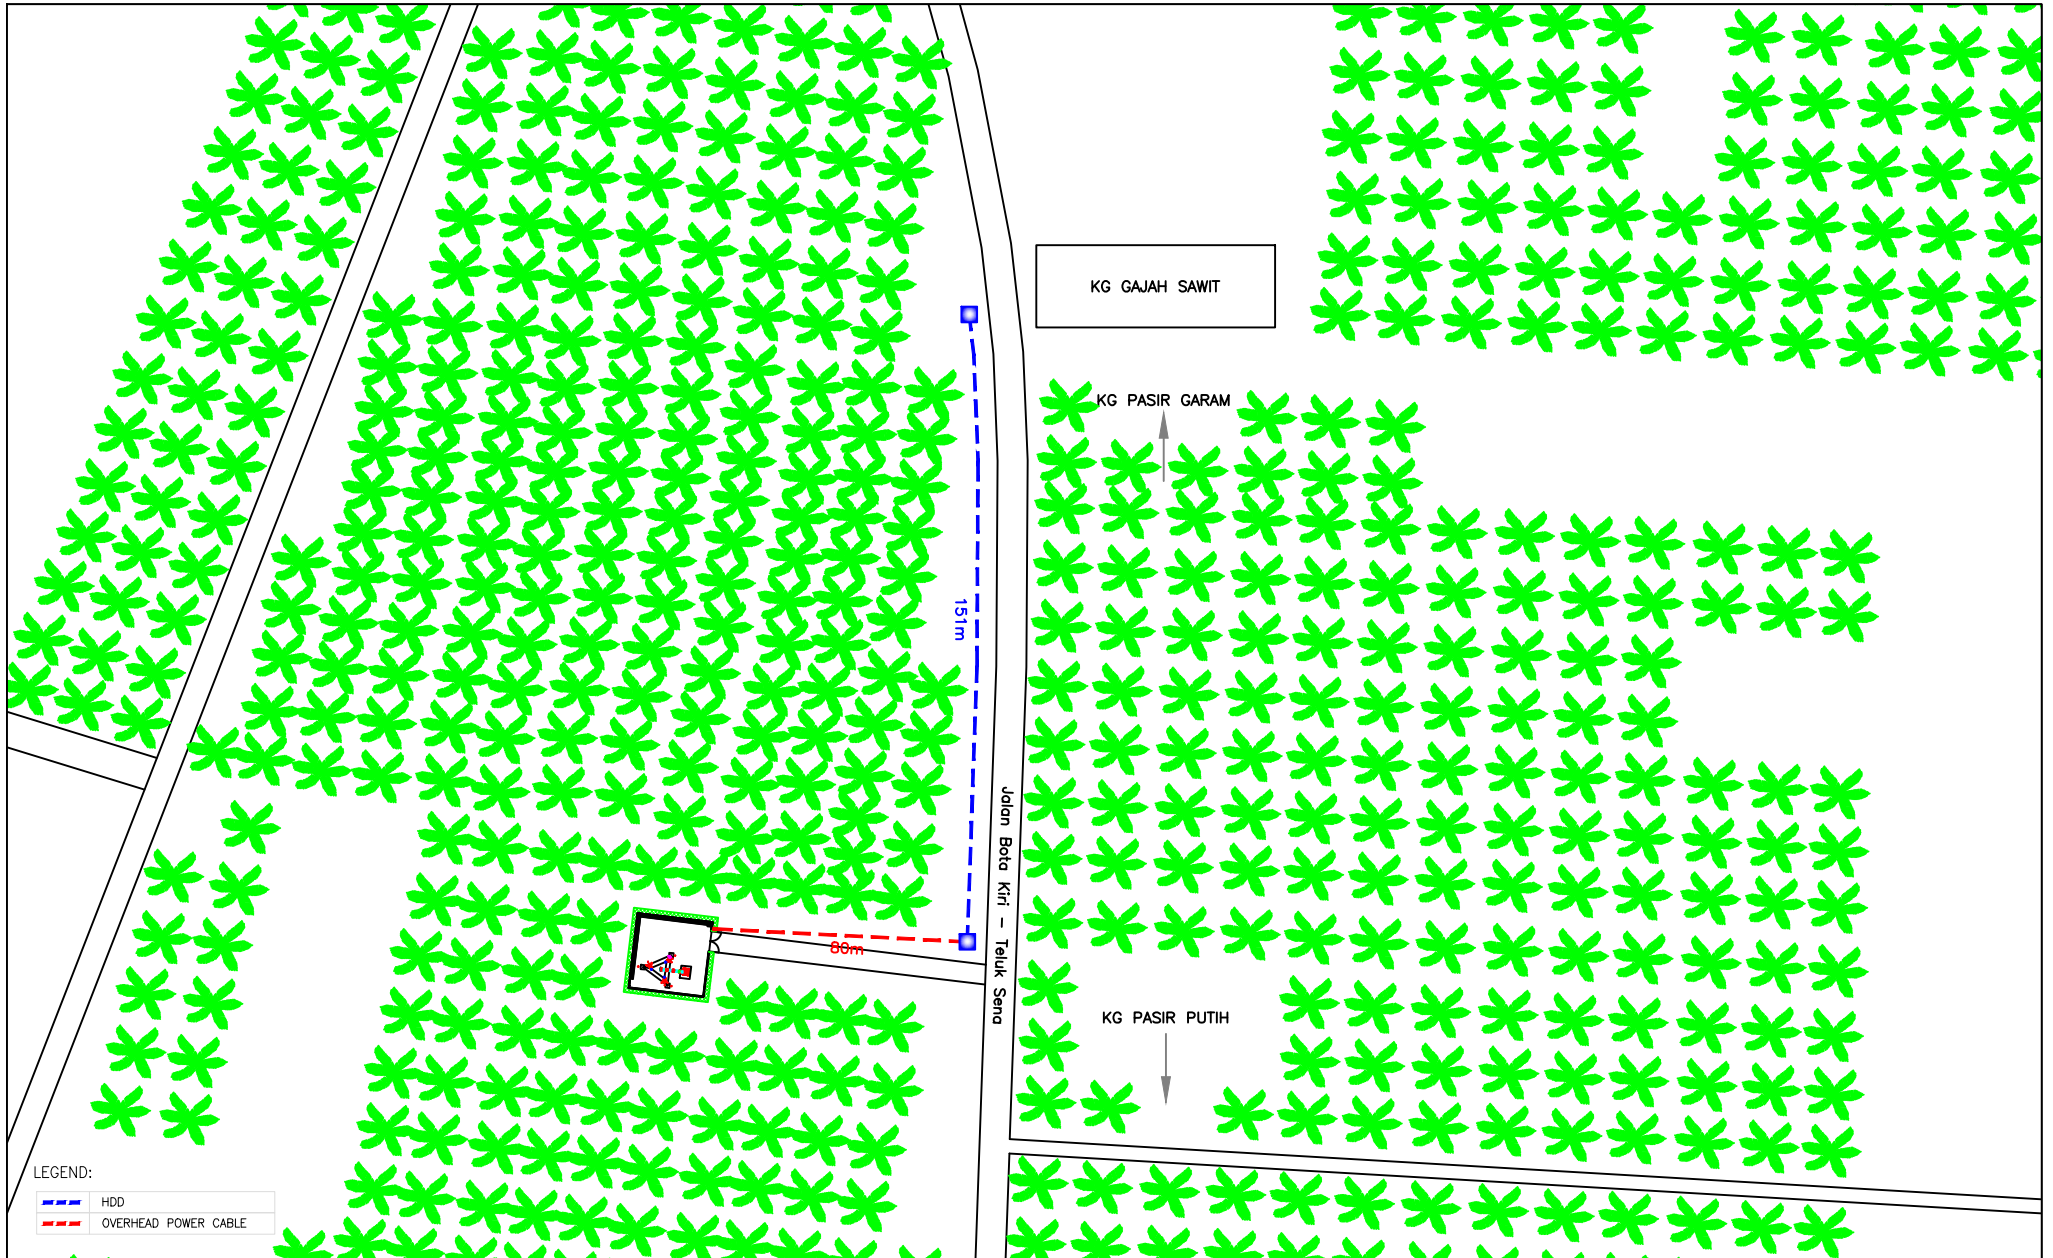 KG GAJAH SAWIT
KG PASIR GARAM
151m
Jalan Bota Kiri - Teluk Sena
80m
KG PASIR PUTIH
LEGEND:
HDD
OVERHEAD POWER CABLE